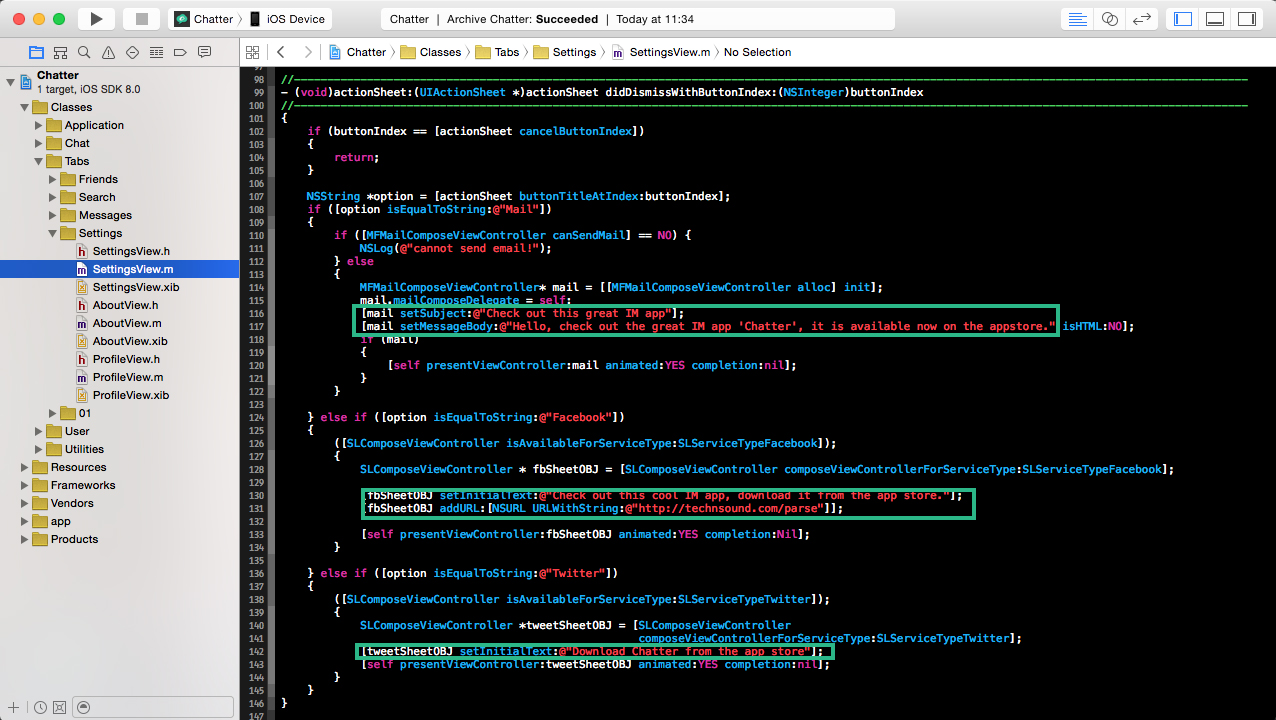 Chatter
iOS Device
Chatter | Archive Chatter: Succeeded | Today at 11:34
Chatter
Classes
Tabs
Settings
m SettingsView.m
No Selection
Chatter
1 target, iOS SDK 8.0
Classes
Application
Chat
Tabs
Friends
Search
Messages
Settings
h SettingsView.h
m SettingsView.m
SettingsView.xib
h AboutView.h
m AboutView.m
AboutView.xib
h ProfileView.h
m ProfileView.m
ProfileView.xib
01
User
Utilities
Resources
Frameworks
Vendors
app
Products
97
98 //-------------------------------------------------------------------------------------------------------------------------------------------------
99 - (void)actionSheet:(UIActionSheet *)actionSheet didDismissWithButtonIndex:(NSInteger)buttonIndex
100 //-------------------------------------------------------------------------------------------------------------------------------------------------
101 {
102 if (buttonIndex == [actionSheet cancelButtonIndex])
103 {
104 return;
105 }
106
107 NSString *option = [actionSheet buttonTitleAtIndex:buttonIndex];
108 if ([option isEqualToString:@"Mail"])
109 {
110 if ([MFMailComposeViewController canSendMail] == NO) {
111 NSLog(@"cannot send email!");
112 } else
113 {
114 MFMailComposeViewController* mail = [[MFMailComposeViewController alloc] init];
115 mail.mailComposeDelegate = self;
116 [mail setSubject:@"Check out this great IM app"];
117 [mail setMessageBody:@"Hello, check out the great IM app 'Chatter', it is available now on the appstore." isHTML:NO];
118 if (mail)
119 {
120 [self presentViewController:mail animated:YES completion:nil];
121 }
122 }
123
124 } else if ([option isEqualToString:@"Facebook"])
125 {
126 ([SLComposeViewController isAvailableForServiceType:SLServiceTypeFacebook]);
127 {
128 SLComposeViewController * fbSheetOBJ = [SLComposeViewController composeViewControllerForServiceType:SLServiceTypeFacebook];
129
130 [fbSheetOBJ setInitialText:@"Check out this cool IM app, download it from the app store."];
131 [fbSheetOBJ addURL:[NSURL URLWithString:@"http://technsound.com/parse"]];
132
133 [self presentViewController:fbSheetOBJ animated:YES completion:Nil];
134 }
135
136 } else if ([option isEqualToString:@"Twitter"])
137 {
138 ([SLComposeViewController isAvailableForServiceType:SLServiceTypeTwitter]);
139 {
140 SLComposeViewController *tweetSheetOBJ = [SLComposeViewController
141 composeViewControllerForServiceType:SLServiceTypeTwitter];
142 [tweetSheetOBJ setInitialText:@"Download Chatter from the app store"];
143 [self presentViewController:tweetSheetOBJ animated:YES completion:nil];
144 }
145 }
146 }
147